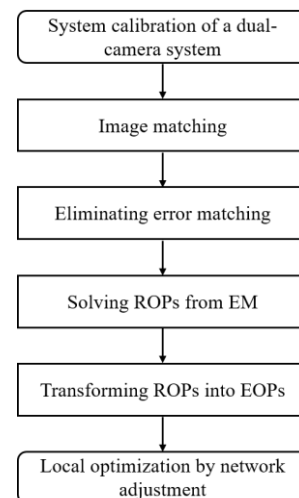 System calibration of a dual-
camera system
Image matching
Eliminating error matching
Solving ROPs from EM
Transforming ROPs into EOPs
Local optimization by network
adjustment